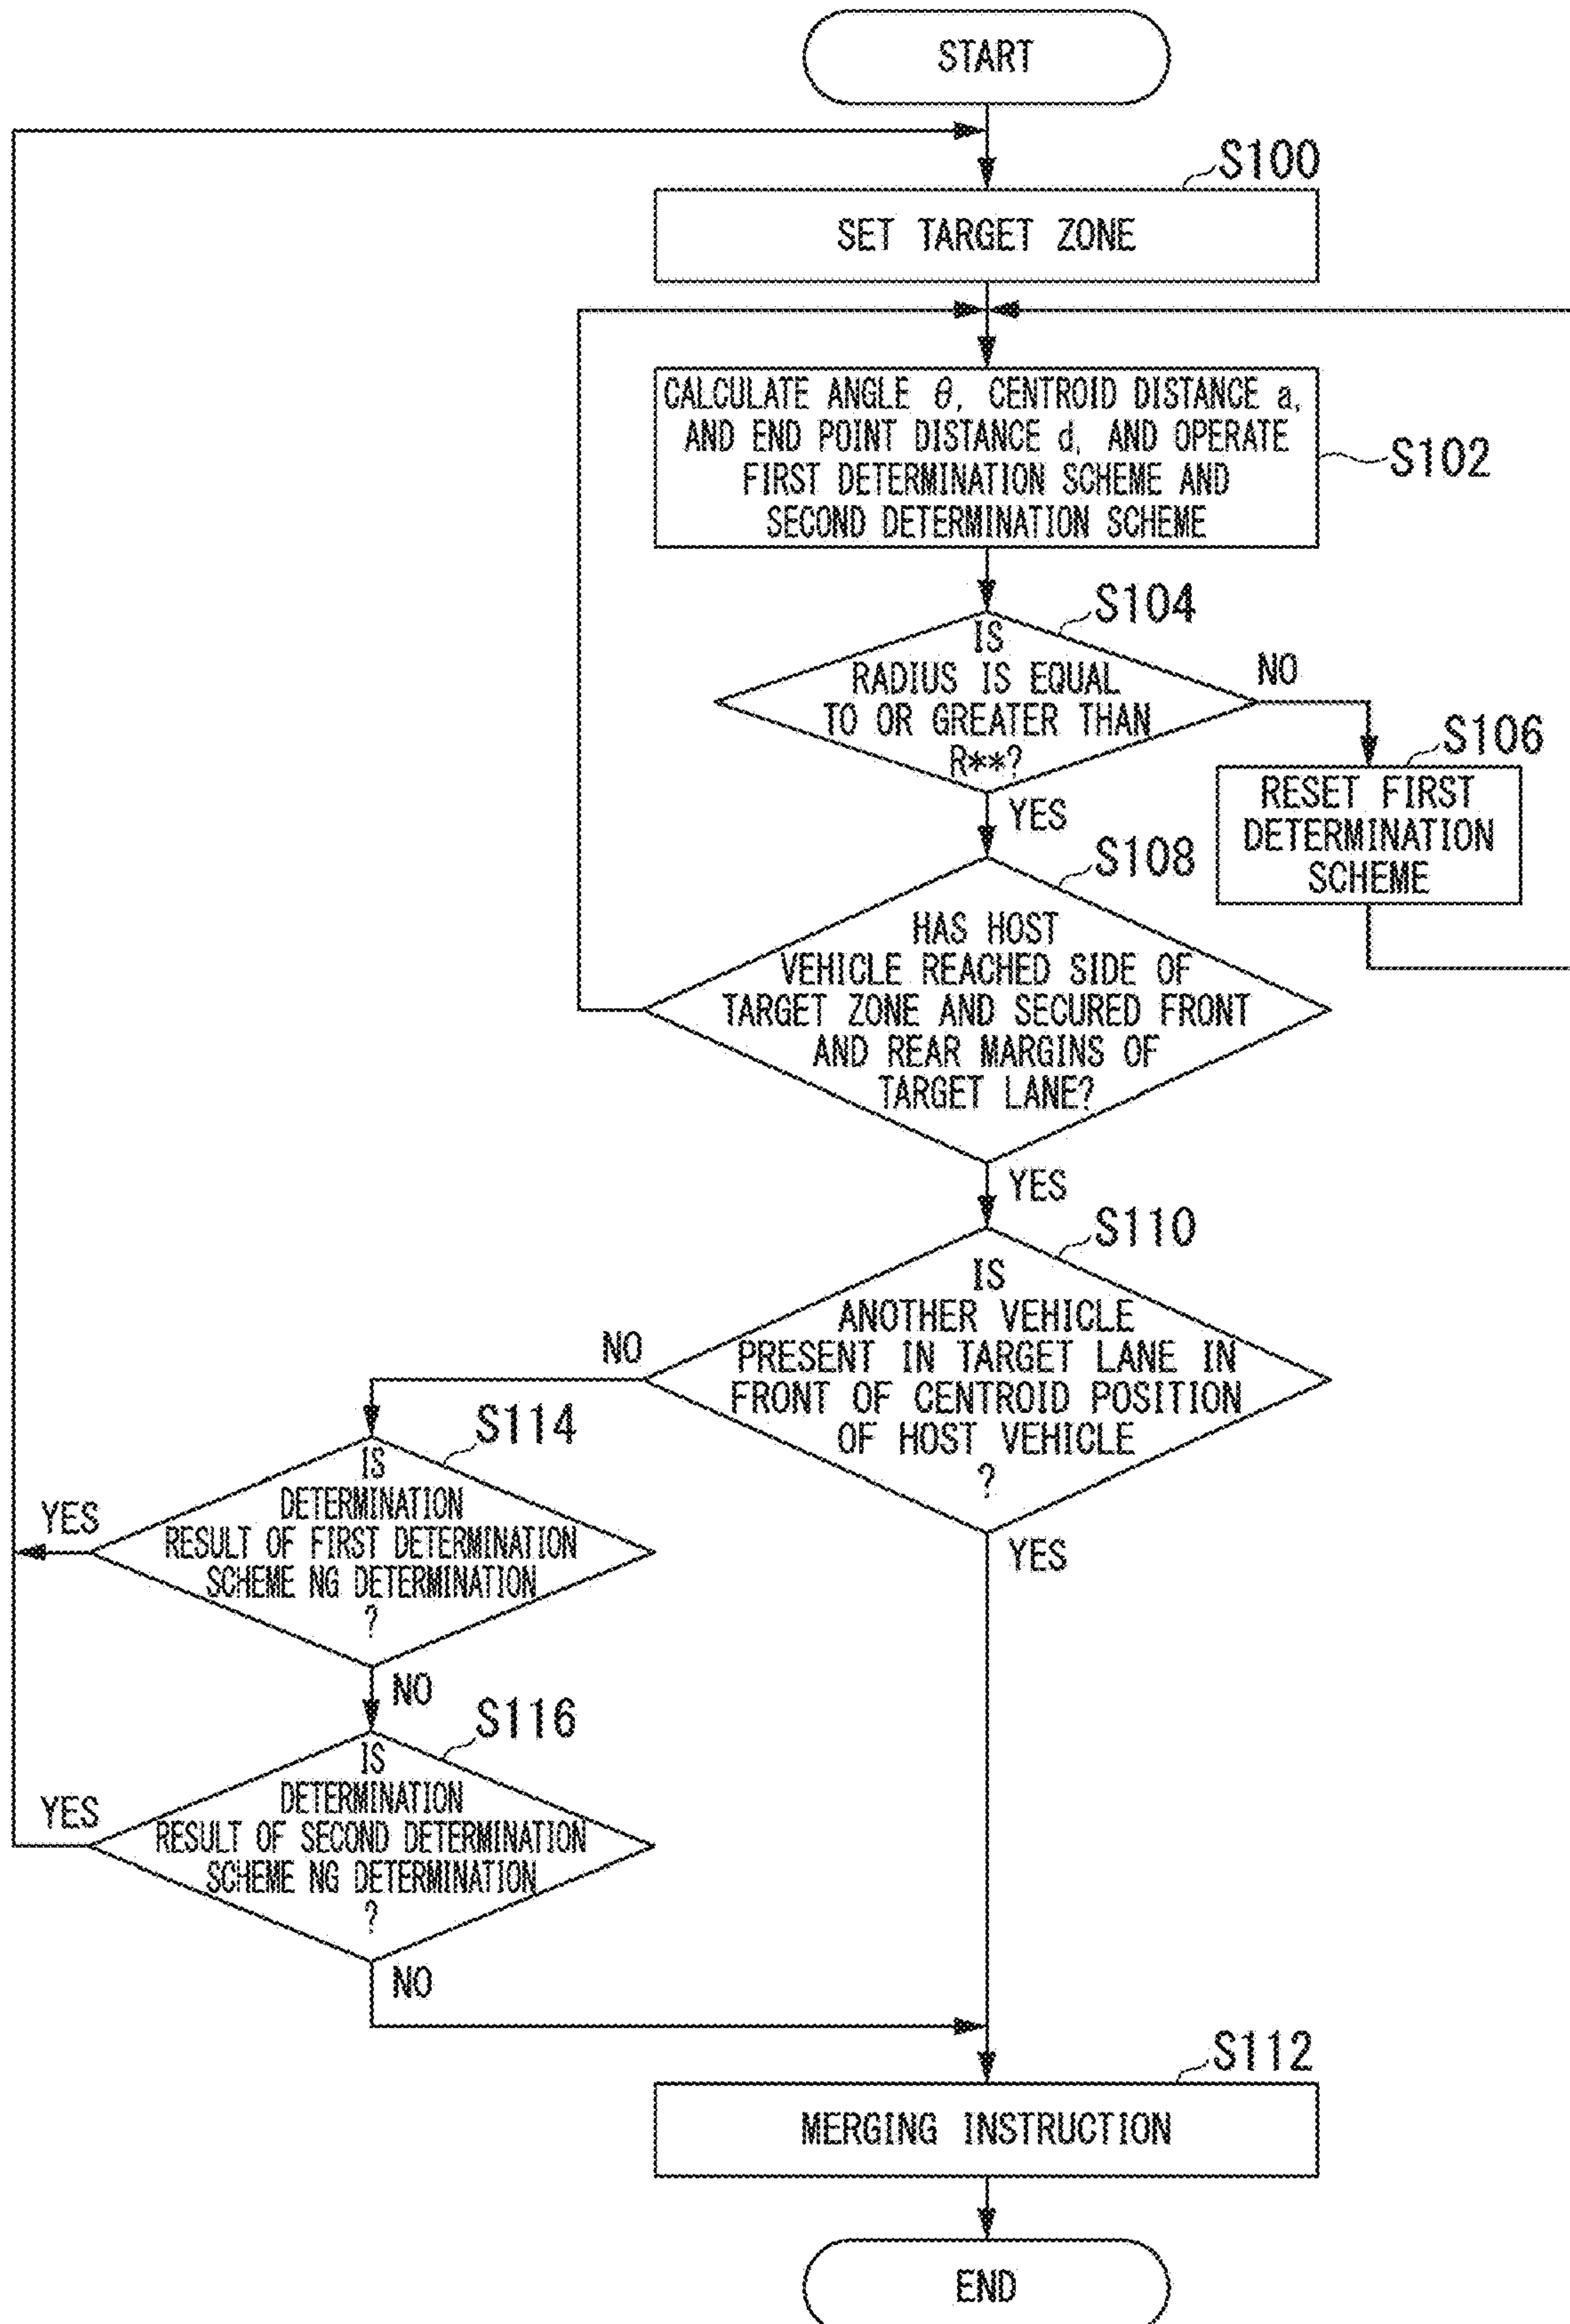 START
S100
SET TARGET ZONE
CALCULATE ANGLE θ, CENTROID DISTANCE a,
AND END POINT DISTANCE d, AND OPERATE
FIRST DETERMINATION SCHEME AND
SECOND DETERMINATION SCHEME
S102
S104
IS
RADIUS IS EQUAL
TO OR GREATER THAN
R**?
NO
YES
S106
RESET FIRST
DETERMINATION
SCHEME
S108
HAS HOST
VEHICLE REACHED SIDE OF
TARGET ZONE AND SECURED FRONT
AND REAR MARGINS OF
TARGET LANE?
YES
S110
IS
ANOTHER VEHICLE
PRESENT IN TARGET LANE IN
FRONT OF CENTROID POSITION
OF HOST VEHICLE
?
NO
YES
S114
IS
DETERMINATION
RESULT OF FIRST DETERMINATION
SCHEME NG DETERMINATION
?
YES
NO
S116
IS
DETERMINATION
RESULT OF SECOND DETERMINATION
SCHEME NG DETERMINATION
?
YES
NO
S112
MERGING INSTRUCTION
END